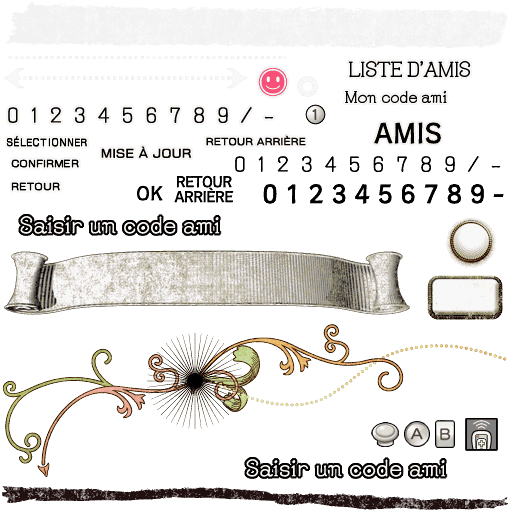 LISTE D'AMIS
Mon code ami
0 1 2 3 4 5 6 7 8 9 / -
1
AMIS
SÉLECTIONNER
MISE À JOUR
RETOUR ARRIÈRE
CONFIRMER
0 1 2 3 4 5 6 7 8 9 / -
RETOUR
OK
RETOUR
ARRIÈRE
0 1 2 3 4 5 6 7 8 9 -
Saisir un code ami
A
B
Saisir un code ami